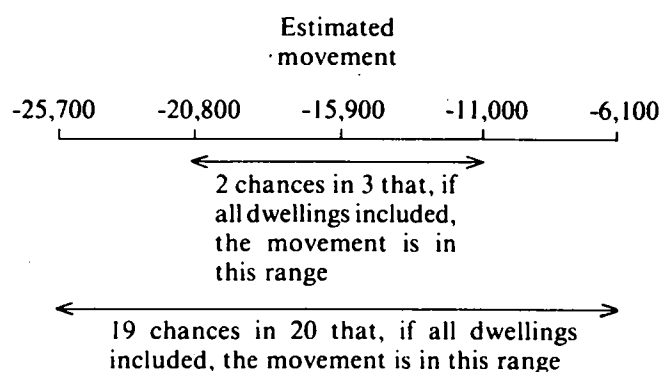 Estimated
movement
-25,700 -20,800 -15,900 -11,000 -6,100
2 chances in 3 that, if
all dwellings included,
the movement is in
this range
19 chances in 20 that, if all dwellings
included, the movement is in this range